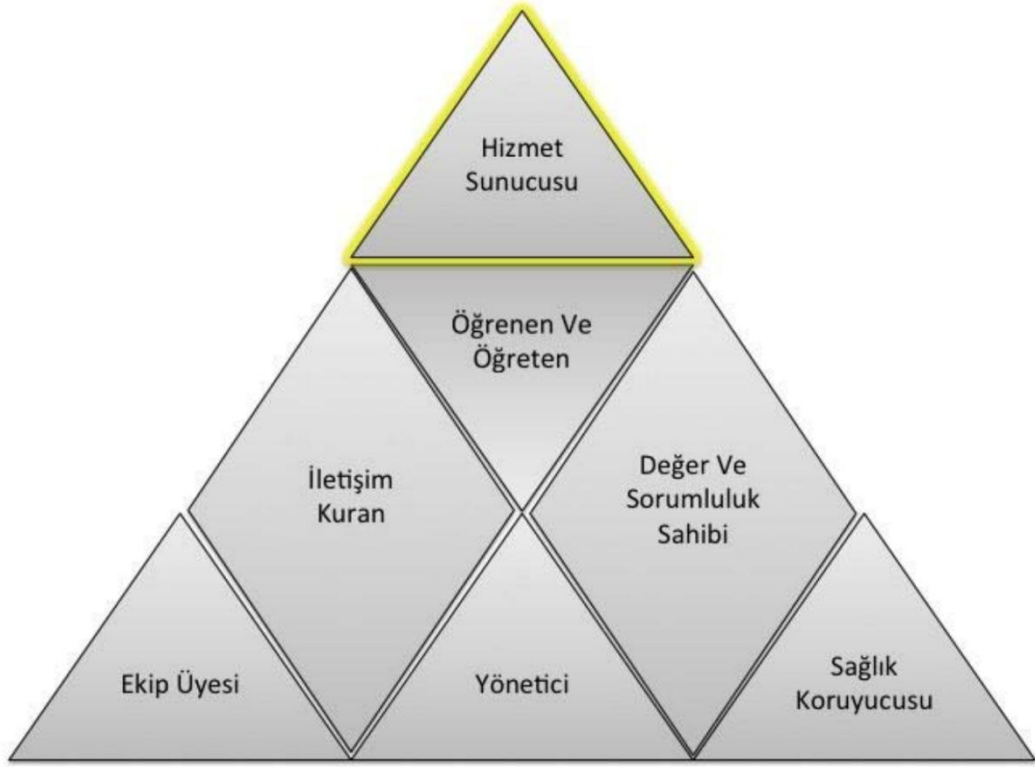 Hizmet
Sunucusu
Öğrenen Ve
Öğreten
İletişim
Kuran
Değer Ve
Sorumluluk
Sahibi
Ekip Üyesi
Yönetici
Sağlık
Koruyucusu